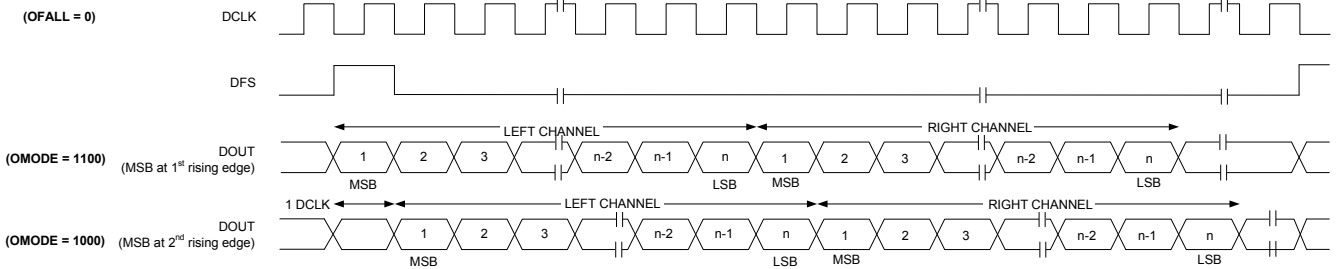 (OFALL = 0) DCLK
DFS
LEFT CHANNEL RIGHT CHANNEL
(OMODE = 1100) DOUT 1 2 3 n-2 n-1 n 1 2 3 n-2 n-1 n
(MSB at 1st rising edge)
MSB LSB MSB LSB
1 DCLK LEFT CHANNEL RIGHT CHANNEL
(OMODE = 1000) DOUT 1 2 3 n-2 n-1 n 1 2 3 n-2 n-1 n
(MSB at 2nd rising edge)
MSB LSB MSB LSB